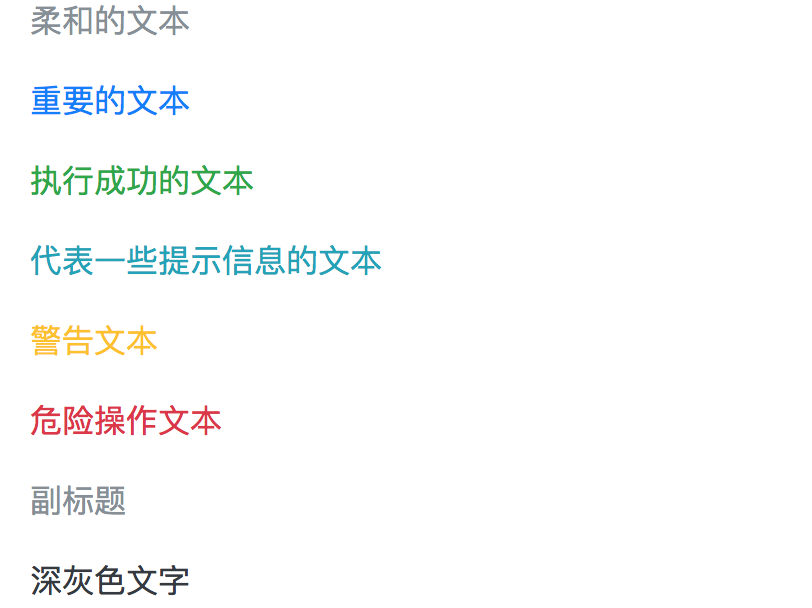 柔和的文本
重要的文本
执行成功的文本
代表一些提示信息的文本
警告文本
危险操作文本
副标题
深灰色文字